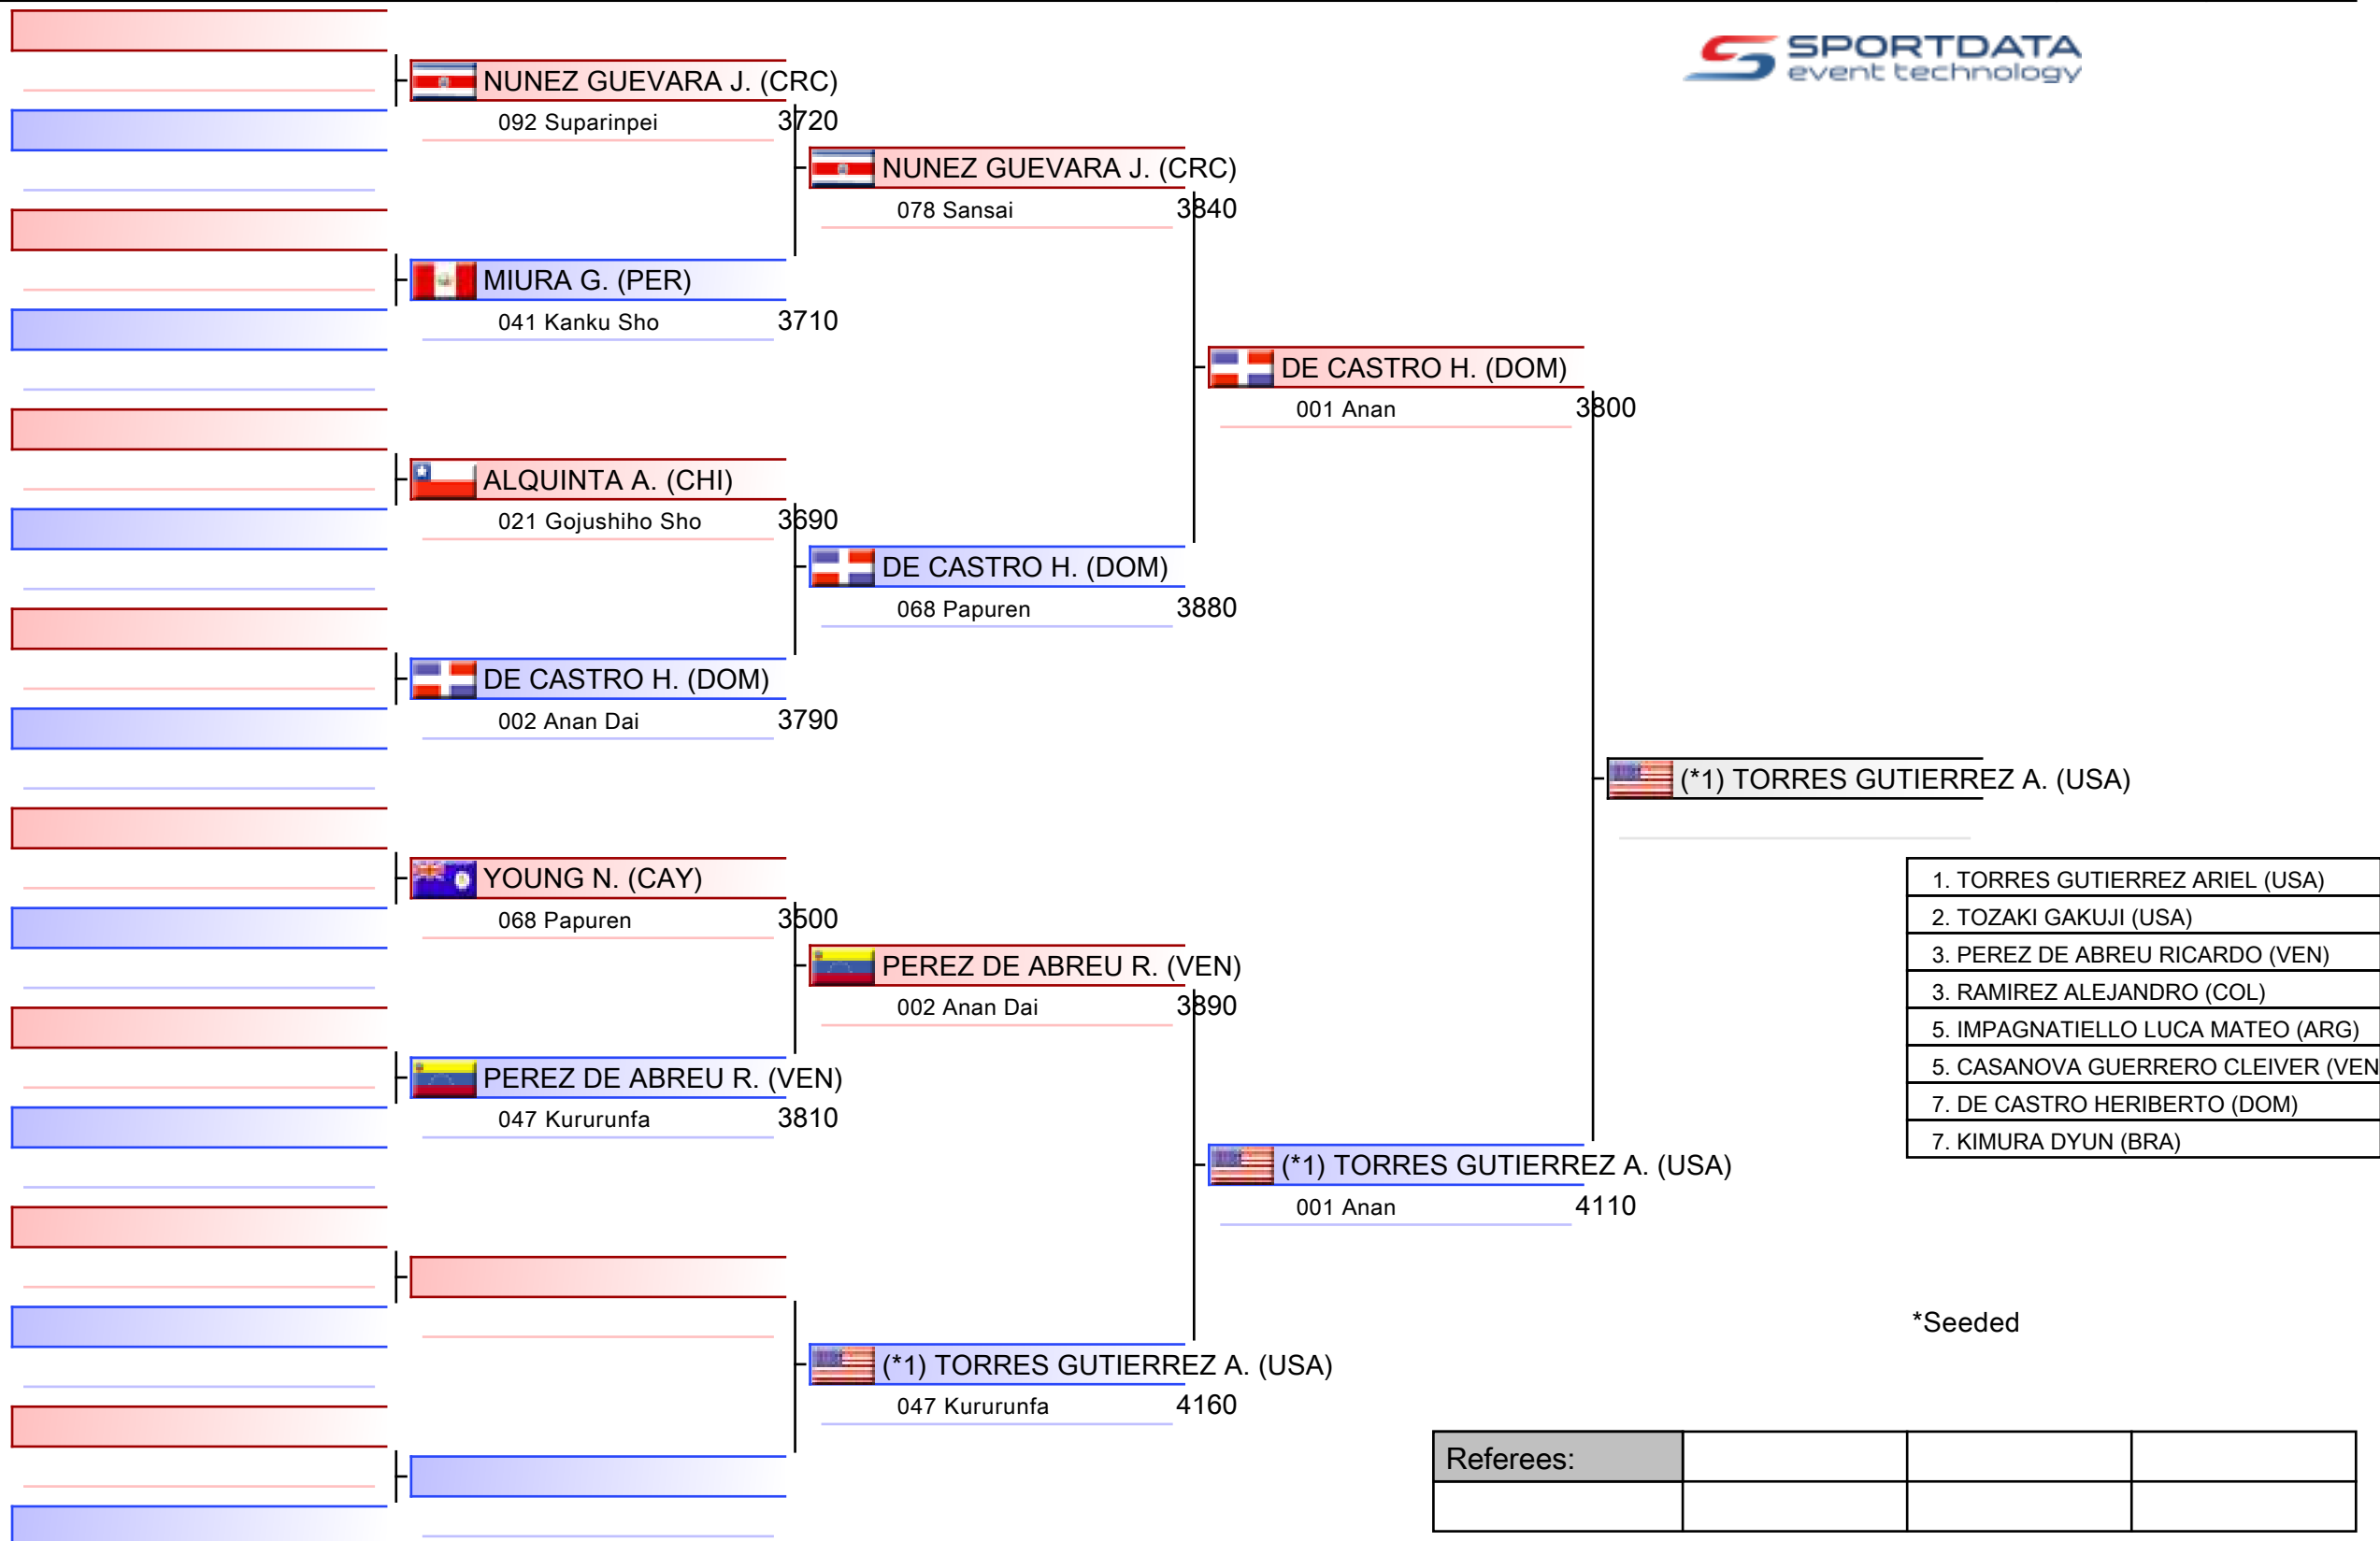 SPORTDATA
event technology
NUNEZ GUEVARA J. (CRC)
092 Suparinpei 3720
NUNEZ GUEVARA J. (CRC)
078 Sansai 3840
MIURA G. (PER)
041 Kanku Sho 3710
DE CASTRO H. (DOM)
001 Anan 3800
ALQUINTA A. (CHI)
021 Gojushiho Sho 3690
DE CASTRO H. (DOM)
068 Papuren 3880
DE CASTRO H. (DOM)
002 Anan Dai 3790
(*1) TORRES GUTIERREZ A. (USA)
YOUNG N. (CAY)
068 Papuren 3500
PEREZ DE ABREU R. (VEN)
002 Anan Dai 3890
PEREZ DE ABREU R. (VEN)
047 Kururunfa 3810
(*1) TORRES GUTIERREZ A. (USA)
001 Anan 4110
(*1) TORRES GUTIERREZ A. (USA)
047 Kururunfa 4160
1. TORRES GUTIERREZ ARIEL (USA)
2. TOZAKI GAKUJI (USA)
3. PEREZ DE ABREU RICARDO (VEN)
3. RAMIREZ ALEJANDRO (COL)
5. IMPAGNATIELLO LUCA MATEO (ARG)
5. CASANOVA GUERRERO CLEIVER (VEN
7. DE CASTRO HERIBERTO (DOM)
7. KIMURA DYUN (BRA)
*Seeded
Referees: